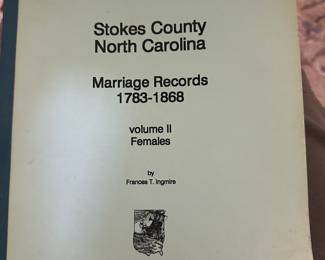 Stokes County
North Carolina
Marriage Records
1783-1868
volume II
Females
by
Frances T. Ingmire